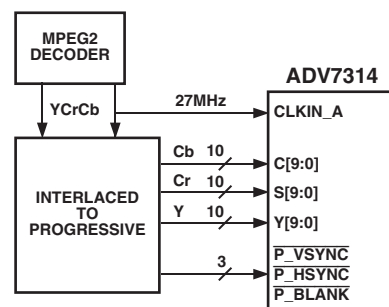 MPEG2
DECODER
YCrCb
27MHz
ADV7314
CLKIN_A
INTERLACED
TO
PROGRESSIVE
Cb 10
Cr 10
Y 10
3
C[9:0]
S[9:0]
Y[9:0]
P_VSYNC
P_HSYNC
P_BLANK